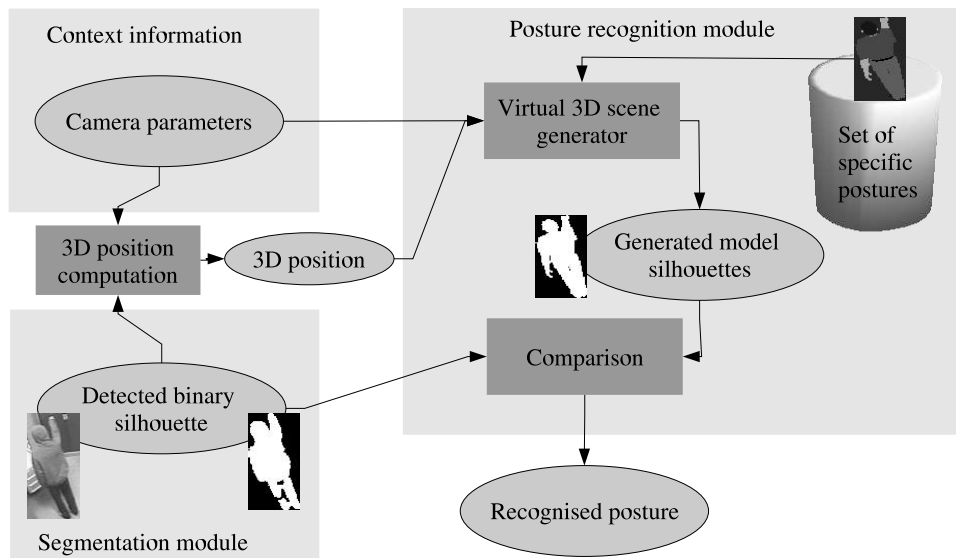 Context information
Camera parameters
3D position
computation
3D position
Detected binary
silhouette
Segmentation module
Posture recognition module
Virtual 3D scene
generator
Set of
specific
postures
Generated model
silhouettes
Comparison
Recognised posture